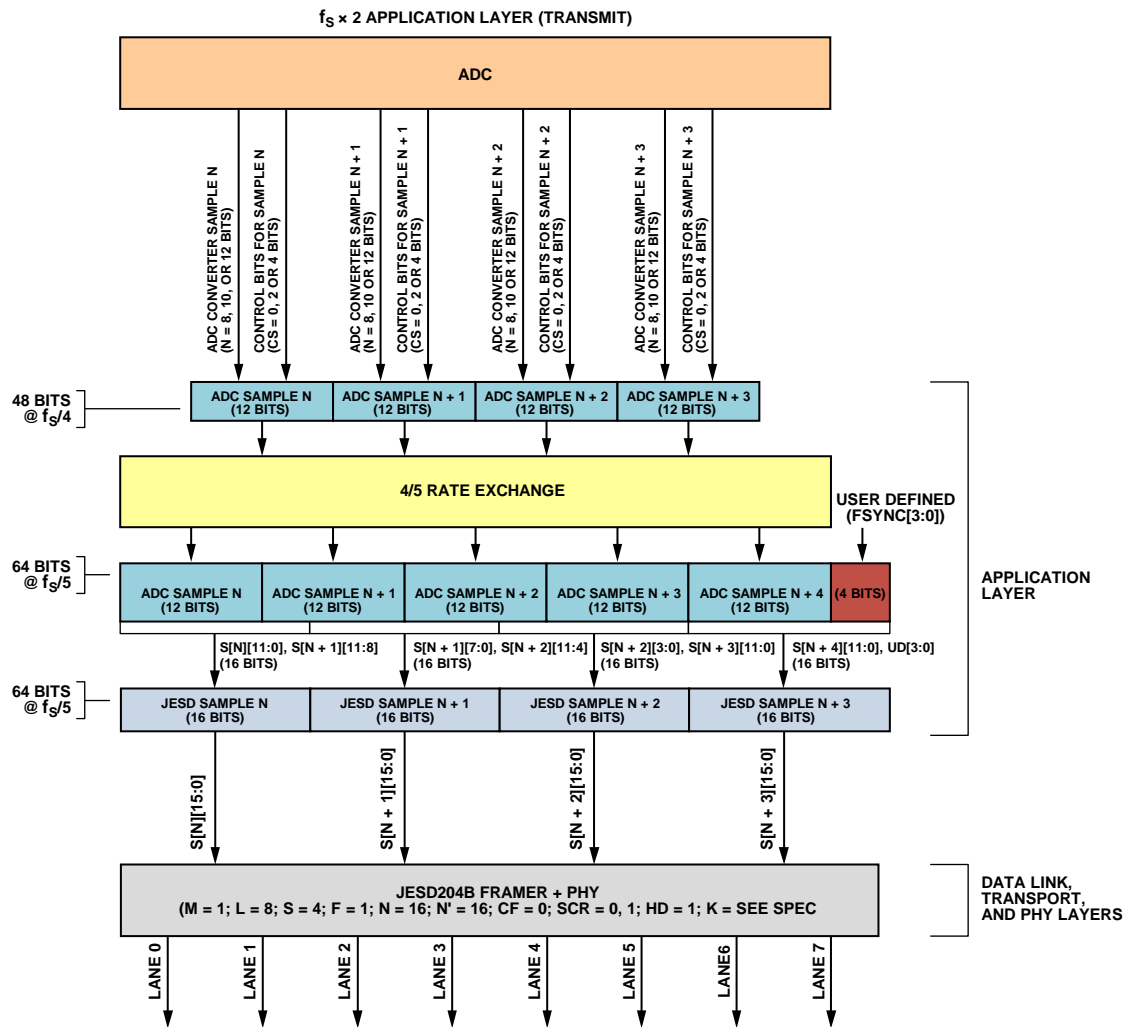 fS × 2 APPLICATION LAYER (TRANSMIT)
ADC
ADC CONVERTER SAMPLE N
(N = 8, 10, OR 12 BITS)
CONTROL BITS FOR SAMPLE N
(CS = 0, 2 OR 4 BITS)
ADC CONVERTER SAMPLE N + 1
(N = 8, 10 OR 12 BITS)
CONTROL BITS FOR SAMPLE N + 1
(CS = 0, 2 OR 4 BITS)
ADC CONVERTER SAMPLE N + 2
(N = 8, 10 OR 12 BITS)
CONTROL BITS FOR SAMPLE N + 2
(CS = 0, 2 OR 4 BITS)
ADC CONVERTER SAMPLE N + 3
(N = 8, 10 OR 12 BITS)
CONTROL BITS FOR SAMPLE N + 3
(CS = 0, 2 OR 4 BITS)
48 BITS
@ fS/4
ADC SAMPLE N
(12 BITS)
ADC SAMPLE N + 1
(12 BITS)
ADC SAMPLE N + 2
(12 BITS)
ADC SAMPLE N + 3
(12 BITS)
4/5 RATE EXCHANGE
USER DEFINED
(FSYNC[3:0])
64 BITS
@ fS/5
ADC SAMPLE N
(12 BITS)
ADC SAMPLE N + 1
(12 BITS)
ADC SAMPLE N + 2
(12 BITS)
ADC SAMPLE N + 3
(12 BITS)
ADC SAMPLE N + 4
(12 BITS)
(4 BITS)
APPLICATION
LAYER
S[N][11:0], S[N + 1][11:8]
(16 BITS)
S[N + 1][7:0], S[N + 2][11:4]
(16 BITS)
S[N + 2][3:0], S[N + 3][11:0]
(16 BITS)
S[N + 4][11:0], UD[3:0]
(16 BITS)
64 BITS
@ fS/5
JESD SAMPLE N
(16 BITS)
JESD SAMPLE N + 1
(16 BITS)
JESD SAMPLE N + 2
(16 BITS)
JESD SAMPLE N + 3
(16 BITS)
S[N][15:0]
S[N + 1][15:0]
S[N + 2][15:0]
S[N + 3][15:0]
JESD204B FRAMER + PHY
(M = 1; L = 8; S = 4; F = 1; N = 16; N' = 16; CF = 0; SCR = 0, 1; HD = 1; K = SEE SPEC
DATA LINK,
TRANSPORT,
AND PHY LAYERS
LANE 0
LANE 1
LANE 2
LANE 3
LANE 4
LANE 5
LANE6
LANE 7